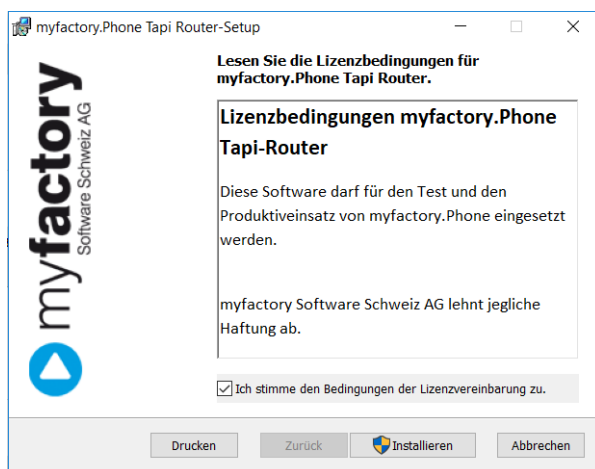 myfactory.Phone Tapi Router-Setup
myfactory
Software Schweiz AG
Lesen Sie die Lizenzbedingungen für
myfactory.Phone Tapi Router.
Lizenzbedingungen myfactory.Phone
Tapi-Router
Diese Software darf für den Test und den
Produktiveinsatz von myfactory.Phone eingesetzt
werden.
myfactory Software Schweiz AG lehnt jegliche
Haftung ab.
Ich stimme den Bedingungen der Lizenzvereinbarung zu.
Drucken
Zurück
Installieren
Abbrechen